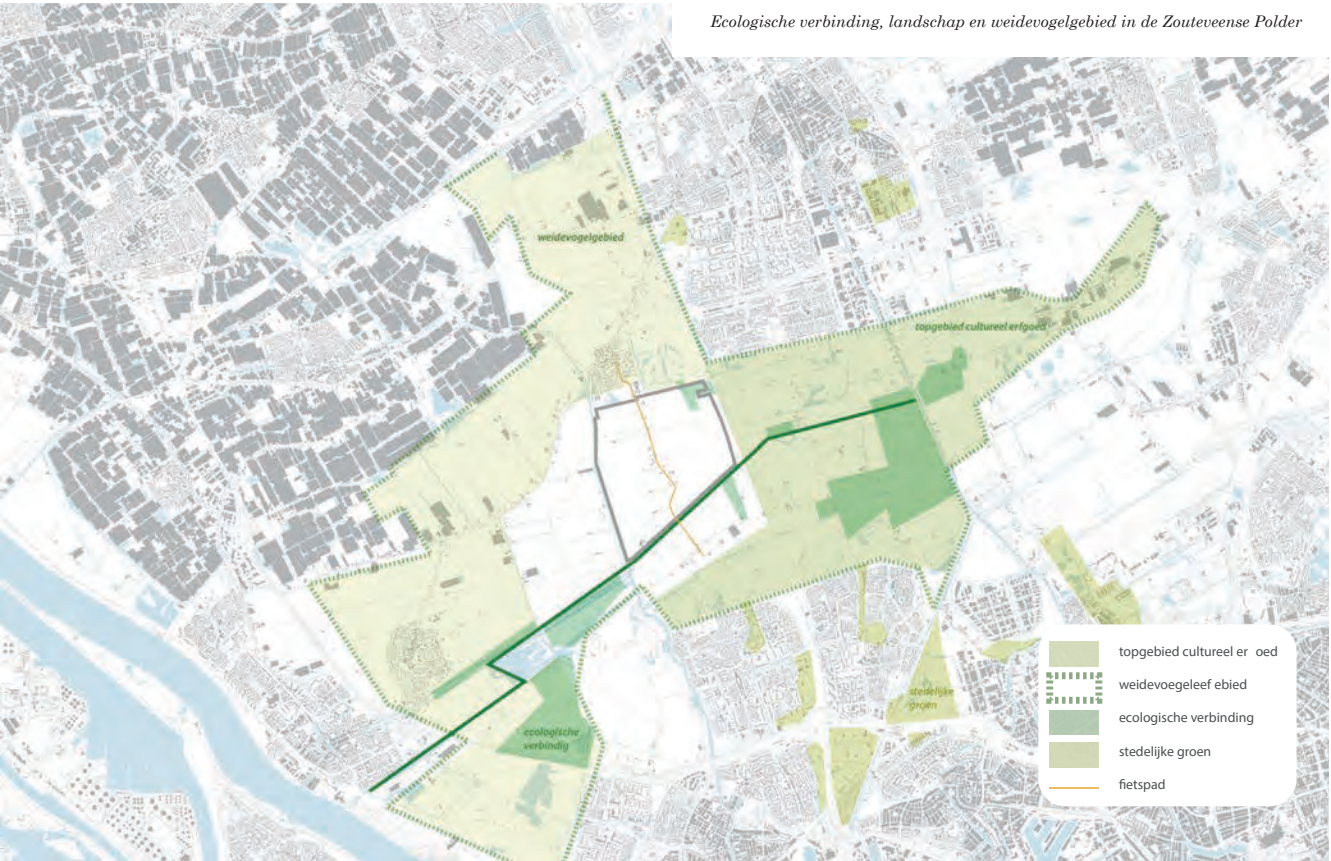 Ecologische verbinding, landschap en weidevogelgebied in de Zouteveense Polder
weidevogelgebied
topgebied cultureel erfgoed
stedelijke
groen
ecologische
verbindig
topgebied cultureel er oed
weidevoegeleef ebied
ecologische verbinding
stedelijke groen
fietspad